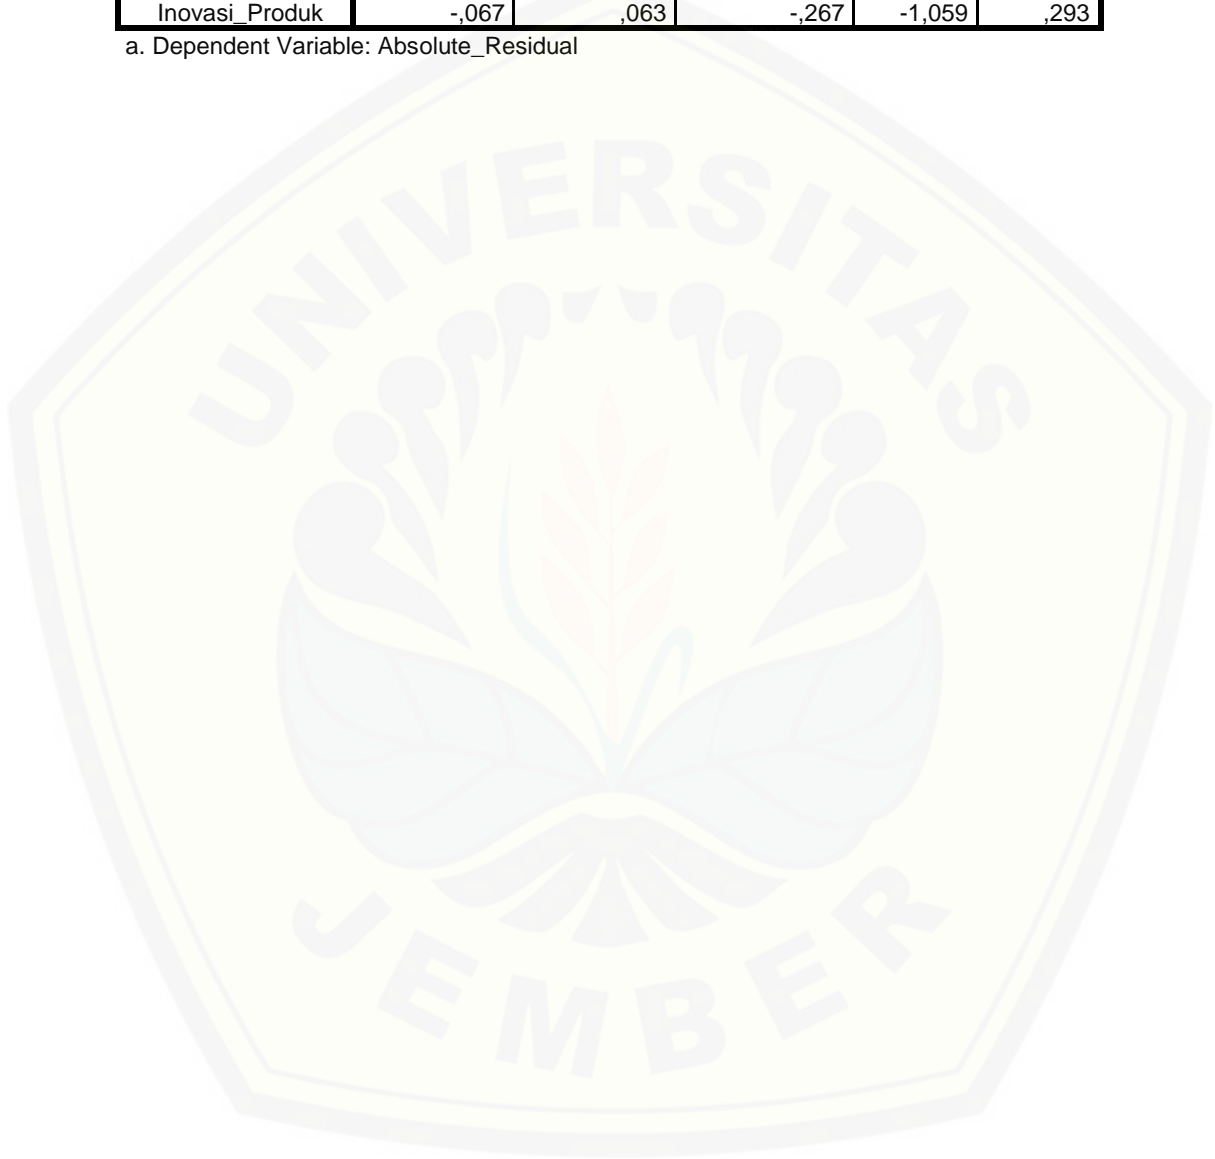 Inovasi_Produk -,067 ,063 -,267 -1,059 ,293
a. Dependent Variable: Absolute_Residual
UNIVERSITAS
JEMBER